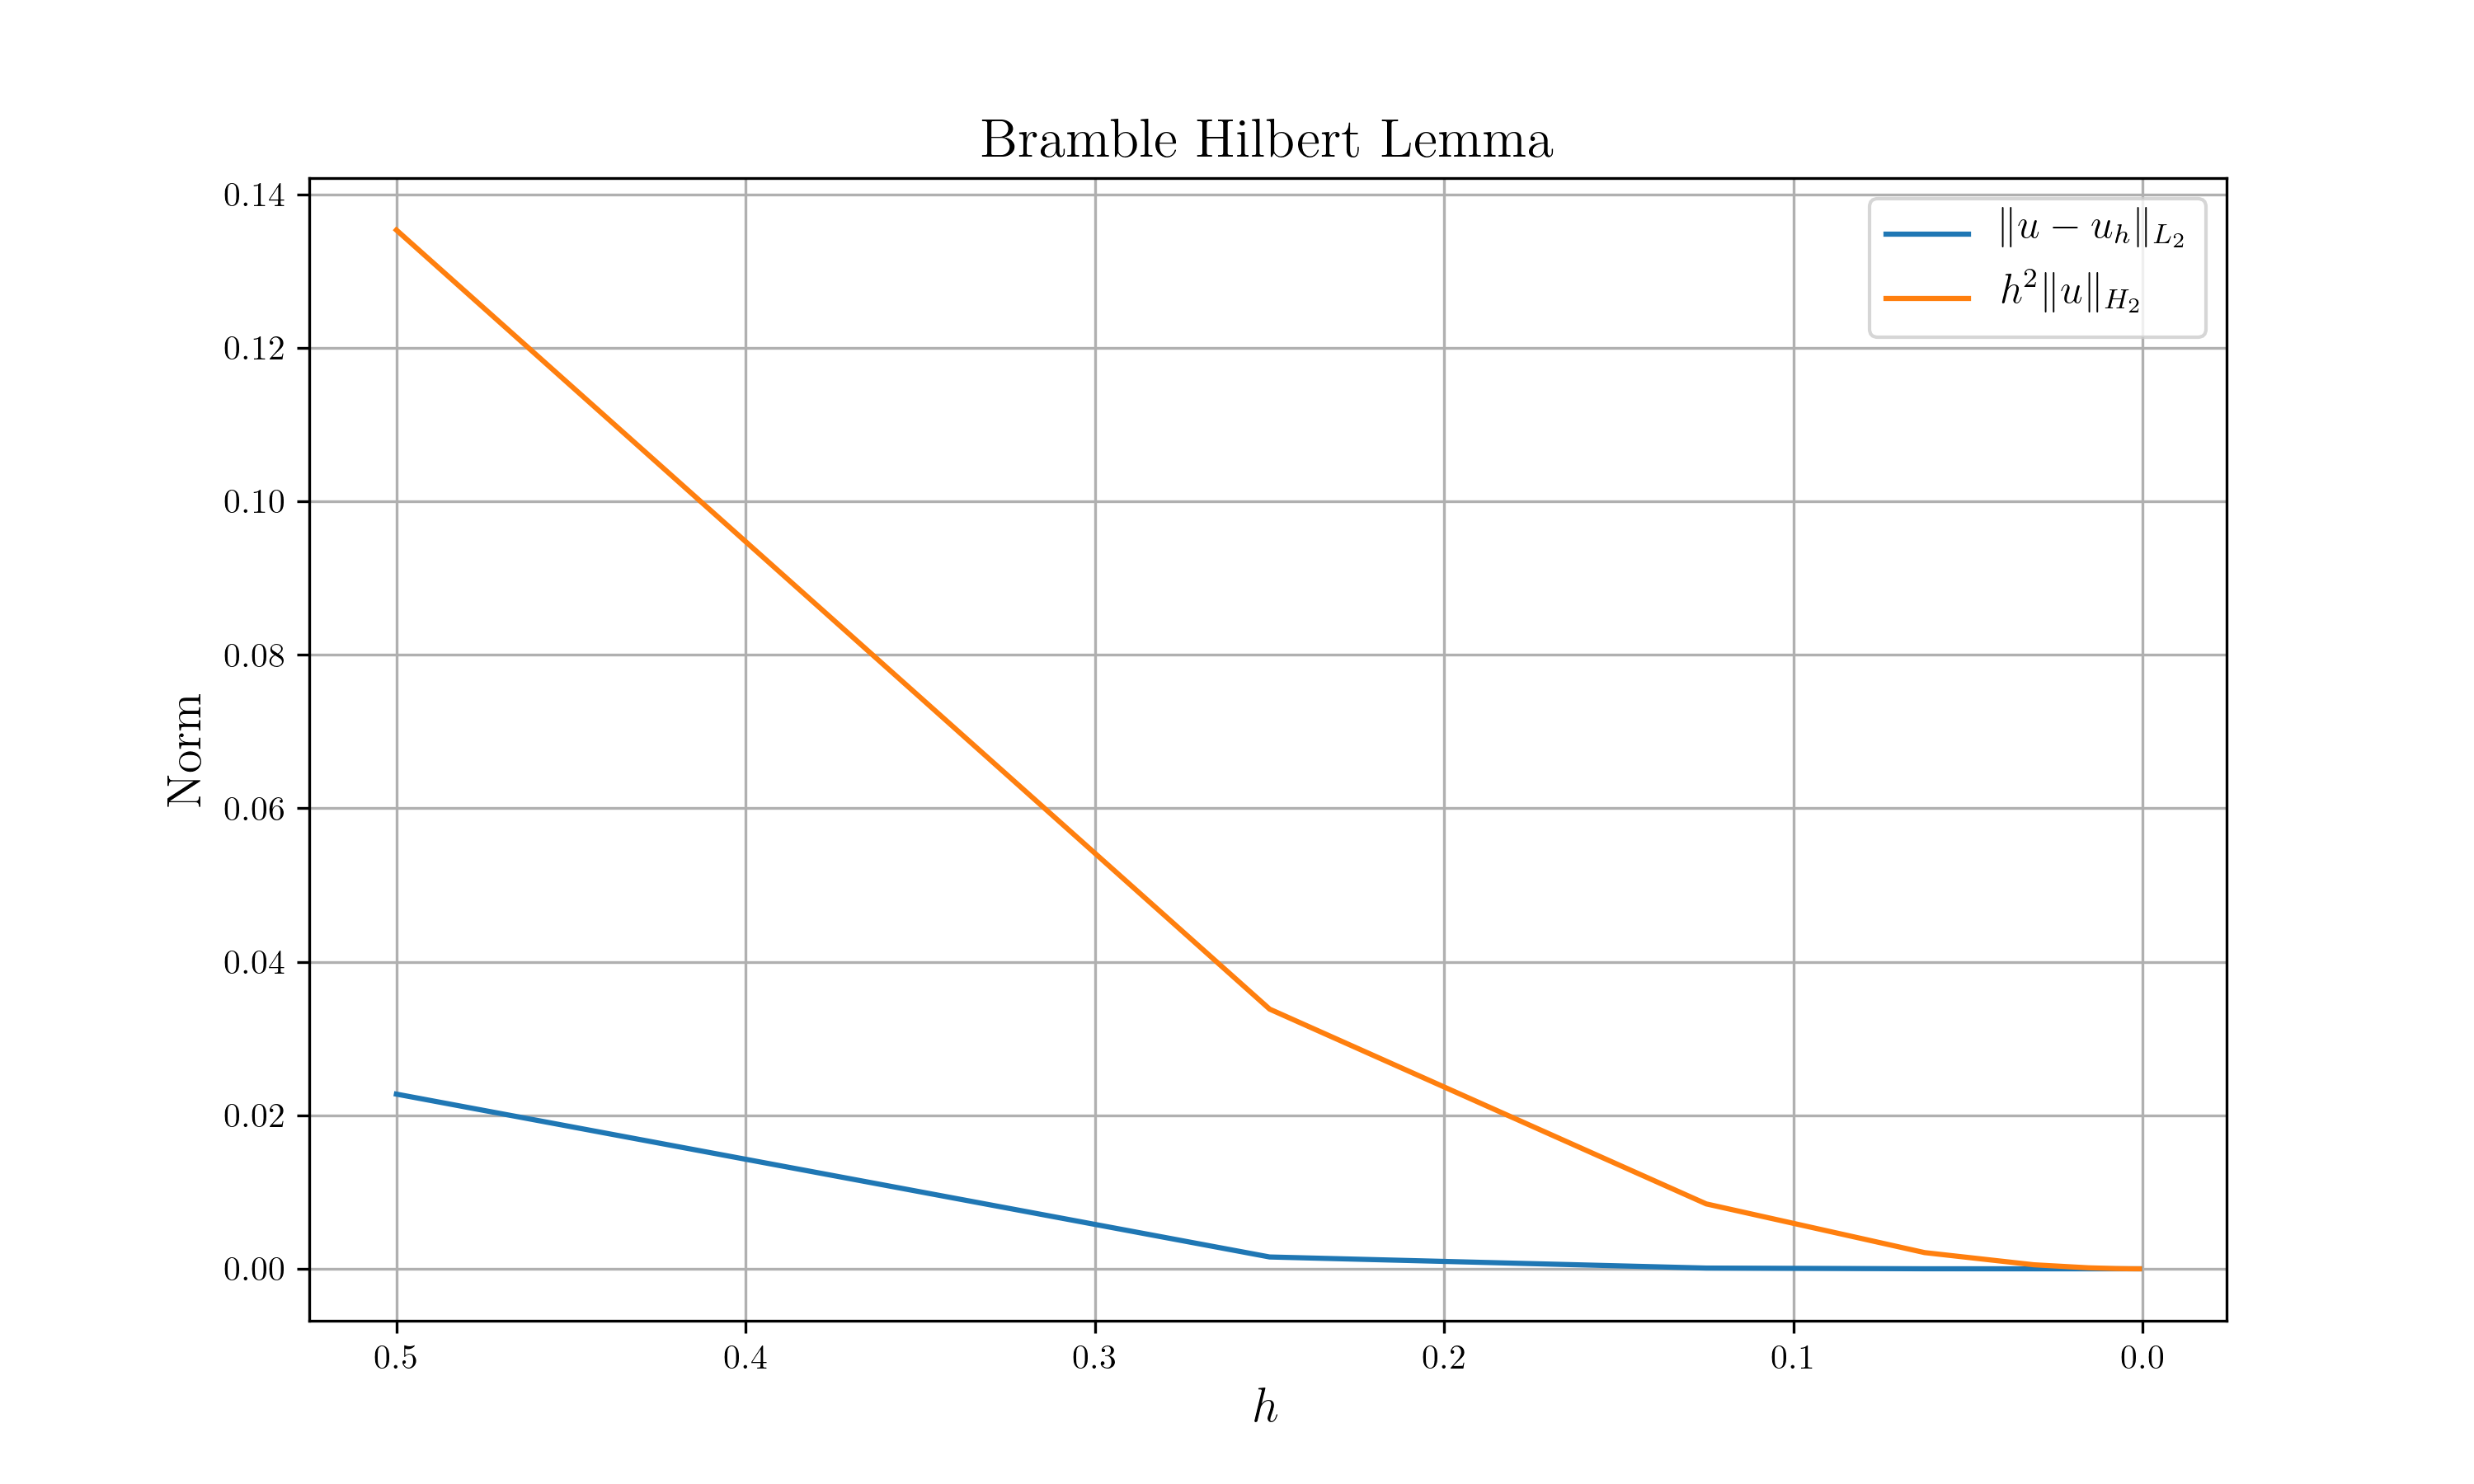 Bramble Hilbert Lemma
0.14
0.12
0.10
0.08
0.06
0.04
0.02
0.00
Norm
‖u − u_h‖_{L_2}
h^2‖u‖_{H_2}
0.5 0.4 0.3 0.2 0.1 0.0
h